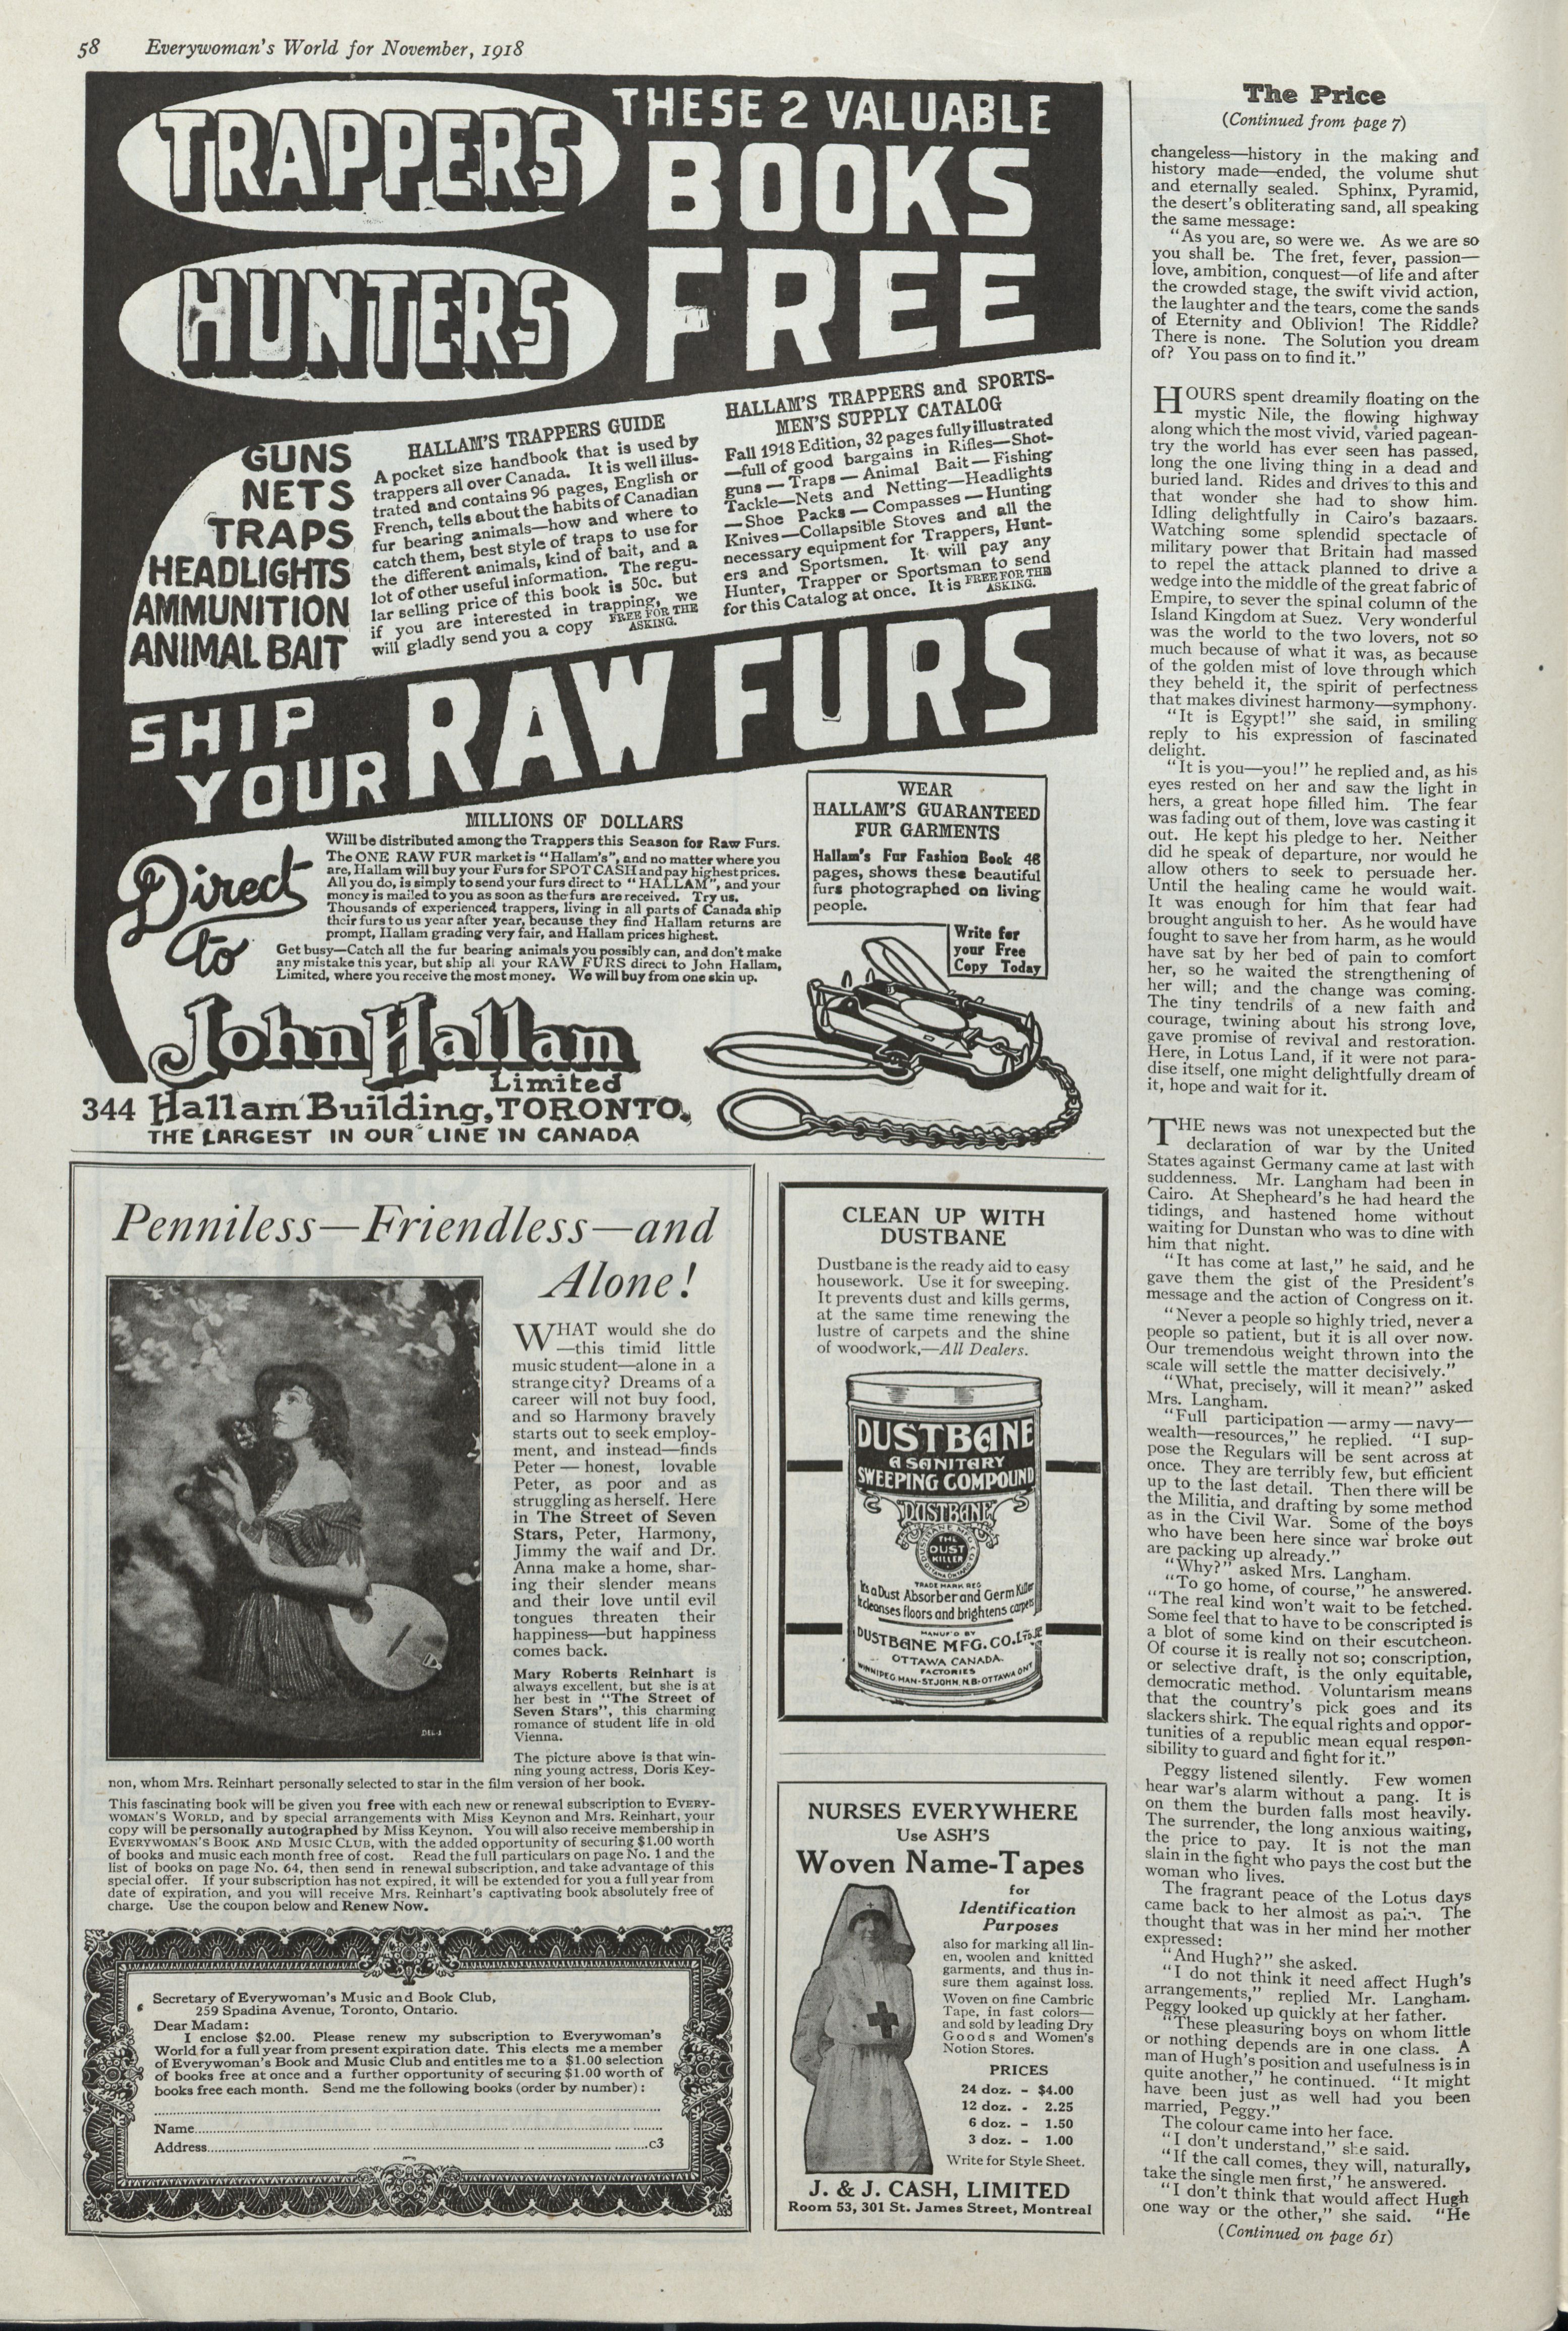 58 Everywoman's World for November, 1918
TRAPPERS
HUNTERS
THESE 2 VALUABLE
BOOKS
FREE
GUNS
NETS
TRAPS
HEADLIGHTS
AMMUNITION
ANIMAL BAIT
HALLAM'S TRAPPERS GUIDE
A pocket size handbook that is used by
trappers all over Canada. It is well illus-
trated and contains 96 pages, English or
French, tells about the habits of Canadian
fur bearing animals—how and where to
catch them, best style of traps to use for
the different animals, kind of bait, and a
lot of other useful information. The regu-
lar selling price of this book is 50c. but
if you are interested in trapping, we
will gladly send you a copy FREE FOR THE
ASKING.
HALLAM'S TRAPPERS and SPORTS-
MEN'S SUPPLY CATALOG
Fall 1918 Edition, 32 pages fully illustrated
—full of good bargains in Rifles—Shot-
guns — Traps — Animal Bait — Fishing
Tackle—Nets and Netting—Headlights
—Shoe Packs — Compasses — Hunting
Knives—Collapsible Stoves and all the
necessary equipment for Trappers, Hunt-
ers and Sportsmen. It will pay any
Hunter, Trapper or Sportsman to send
for this Catalog at once. It is FREE FOR THE
ASKING.
SHIP
YOUR RAW FURS
Direct
to
MILLIONS OF DOLLARS
Will be distributed among the Trappers this Season for Raw Furs.
The ONE RAW FUR market is "Hallam's", and no matter where you
are, Hallam will buy your Furs for SPOT CASH and pay highest prices.
All you do, is simply to send your furs direct to "HALLAM", and your
money is mailed to you as soon as the furs are received. Try us.
Thousands of experienced trappers, living in all parts of Canada ship
their furs to us year after year, because they find Hallam returns are
prompt, Hallam grading very fair, and Hallam prices highest.
Get busy—Catch all the fur bearing animals you possibly can, and don't make
any mistake this year, but ship all your RAW FURS direct to John Hallam,
Limited, where you receive the most money. We will buy from one skin up.
WEAR
HALLAM'S GUARANTEED
FUR GARMENTS
Hallam's Fur Fashion Book 48
pages, shows these beautiful
furs photographed on living
people.
Write for
your Free
Copy Today
John Hallam
Limited
344 Hallam Building, TORONTO.
THE LARGEST IN OUR LINE IN CANADA
Penniless—Friendless—and
Alone!
WHAT would she do
—this timid little
music student—alone in a
strange city? Dreams of a
career will not buy food,
and so Harmony bravely
starts out to seek employ-
ment, and instead—finds
Peter — honest, lovable
Peter, as poor and as
struggling as herself. Here
in The Street of Seven
Stars, Peter, Harmony,
Jimmy the waif and Dr.
Anna make a home, shar-
ing their slender means
and their love until evil
tongues threaten their
happiness—but happiness
comes back.
Mary Roberts Reinhart is
always excellent, but she is at
her best in "The Street of
Seven Stars", this charming
romance of student life in old
Vienna.
The picture above is that win-
ning young actress, Doris Key-
non, whom Mrs. Reinhart personally selected to star in the film version of her book.
This fascinating book will be given you free with each new or renewal subscription to EVERY-
WOMAN'S WORLD, and by special arrangements with Miss Keynon and Mrs. Reinhart, your
copy will be personally autographed by Miss Keynon. You will also receive membership in
EVERYWOMAN'S BOOK AND MUSIC CLUB, with the added opportunity of securing $1.00 worth
of books and music each month free of cost. Read the full particulars on page No. 1 and the
list of books on page No. 64, then send in renewal subscription, and take advantage of this
special offer. If your subscription has not expired, it will be extended for you a full year from
date of expiration, and you will receive Mrs. Reinhart's captivating book absolutely free of
charge. Use the coupon below and Renew Now.
Secretary of Everywoman's Music and Book Club,
259 Spadina Avenue, Toronto, Ontario.
Dear Madam:
I enclose $2.00. Please renew my subscription to Everywoman's
World for a full year from present expiration date. This elects me a member
of Everywoman's Book and Music Club and entitles me to a $1.00 selection
of books free at once and a further opportunity of securing $1.00 worth of
books free each month. Send me the following books (order by number):
Name
Address c3
CLEAN UP WITH
DUSTBANE
Dustbane is the ready aid to easy
housework. Use it for sweeping.
It prevents dust and kills germs,
at the same time renewing the
lustre of carpets and the shine
of woodwork,—All Dealers.
DUSTBANE
A SANITARY
SWEEPING COMPOUND
"DUSTBANE"
THE
DUST
KILLER
TRADE MARK REG
It's a Dust Absorber and Germ Killer
It cleanses floors and brightens carpets
MANUF'D BY
DUSTBANE MFG. CO. LTD
OTTAWA CANADA.
FACTORIES
WINNIPEG MAN-ST JOHN, N.B-OTTAWA ONT
NURSES EVERYWHERE
Use ASH'S
Woven Name-Tapes
for
Identification
Purposes
also for marking all lin-
en, woolen and knitted
garments, and thus in-
sure them against loss.
Woven on fine Cambric
Tape, in fast colors—
and sold by leading Dry
Goods and Women's
Notion Stores.
PRICES
24 doz. - $4.00
12 doz. - 2.25
6 doz. - 1.50
3 doz. - 1.00
Write for Style Sheet.
J. & J. CASH, LIMITED
Room 53, 301 St. James Street, Montreal
The Price
(Continued from page 7)
changeless—history in the making and
history made—ended, the volume shut
and eternally sealed. Sphinx, Pyramid,
the desert's obliterating sand, all speaking
the same message:
"As you are, so were we. As we are so
you shall be. The fret, fever, passion—
love, ambition, conquest—of life and after
the crowded stage, the swift vivid action,
the laughter and the tears, come the sands
of Eternity and Oblivion! The Riddle?
There is none. The Solution you dream
of? You pass on to find it."
HOURS spent dreamily floating on the
mystic Nile, the flowing highway
along which the most vivid, varied pagean-
try the world has ever seen has passed,
long the one living thing in a dead and
buried land. Rides and drives to this and
that wonder she had to show him.
Idling delightfully in Cairo's bazaars.
Watching some splendid spectacle of
military power that Britain had massed
to repel the attack planned to drive a
wedge into the middle of the great fabric of
Empire, to sever the spinal column of the
Island Kingdom at Suez. Very wonderful
was the world to the two lovers, not so
much because of what it was, as because
of the golden mist of love through which
they beheld it, the spirit of perfectness
that makes divinest harmony—symphony.
"It is Egypt!" she said, in smiling
reply to his expression of fascinated
delight.
"It is you—you!" he replied and, as his
eyes rested on her and saw the light in
hers, a great hope filled him. The fear
was fading out of them, love was casting it
out. He kept his pledge to her. Neither
did he speak of departure, nor would he
allow others to seek to persuade her.
Until the healing came he would wait.
It was enough for him that fear had
brought anguish to her. As he would have
fought to save her from harm, as he would
have sat by her bed of pain to comfort
her, so he waited the strengthening of
her will; and the change was coming.
The tiny tendrils of a new faith and
courage, twining about his strong love,
gave promise of revival and restoration.
Here, in Lotus Land, if it were not para-
dise itself, one might delightfully dream of
it, hope and wait for it.
THE news was not unexpected but the
declaration of war by the United
States against Germany came at last with
suddenness. Mr. Langham had been in
Cairo. At Shepheard's he had heard the
tidings, and hastened home without
waiting for Dunstan who was to dine with
him that night.
"It has come at last," he said, and he
gave them the gist of the President's
message and the action of Congress on it.
"Never a people so highly tried, never a
people so patient, but it is all over now.
Our tremendous weight thrown into the
scale will settle the matter decisively."
"What, precisely, will it mean?" asked
Mrs. Langham.
"Full participation — army — navy—
wealth—resources," he replied. "I sup-
pose the Regulars will be sent across at
once. They are terribly few, but efficient
up to the last detail. Then there will be
the Militia, and drafting by some method
as in the Civil War. Some of the boys
who have been here since war broke out
are packing up already."
"Why?" asked Mrs. Langham.
"To go home, of course," he answered.
"The real kind won't wait to be fetched.
Some feel that to have to be conscripted is
a blot of some kind on their escutcheon.
Of course it is really not so; conscription,
or selective draft, is the only equitable,
democratic method. Voluntarism means
that the country's pick goes and its
slackers shirk. The equal rights and oppor-
tunities of a republic mean equal respon-
sibility to guard and fight for it."
Peggy listened silently. Few women
hear war's alarm without a pang. It is
on them the burden falls most heavily.
The surrender, the long anxious waiting,
the price to pay. It is not the man
slain in the fight who pays the cost but the
woman who lives.
The fragrant peace of the Lotus days
came back to her almost as pain. The
thought that was in her mind her mother
expressed:
"And Hugh?" she asked.
"I do not think it need affect Hugh's
arrangements," replied Mr. Langham.
Peggy looked up quickly at her father.
"These pleasuring boys on whom little
or nothing depends are in one class. A
man of Hugh's position and usefulness is in
quite another," he continued. "It might
have been just as well had you been
married, Peggy."
The colour came into her face.
"I don't understand," she said.
"If the call comes, they will, naturally,
take the single men first," he answered.
"I don't think that would affect Hugh
one way or the other," she said. "He
(Continued on page 61)